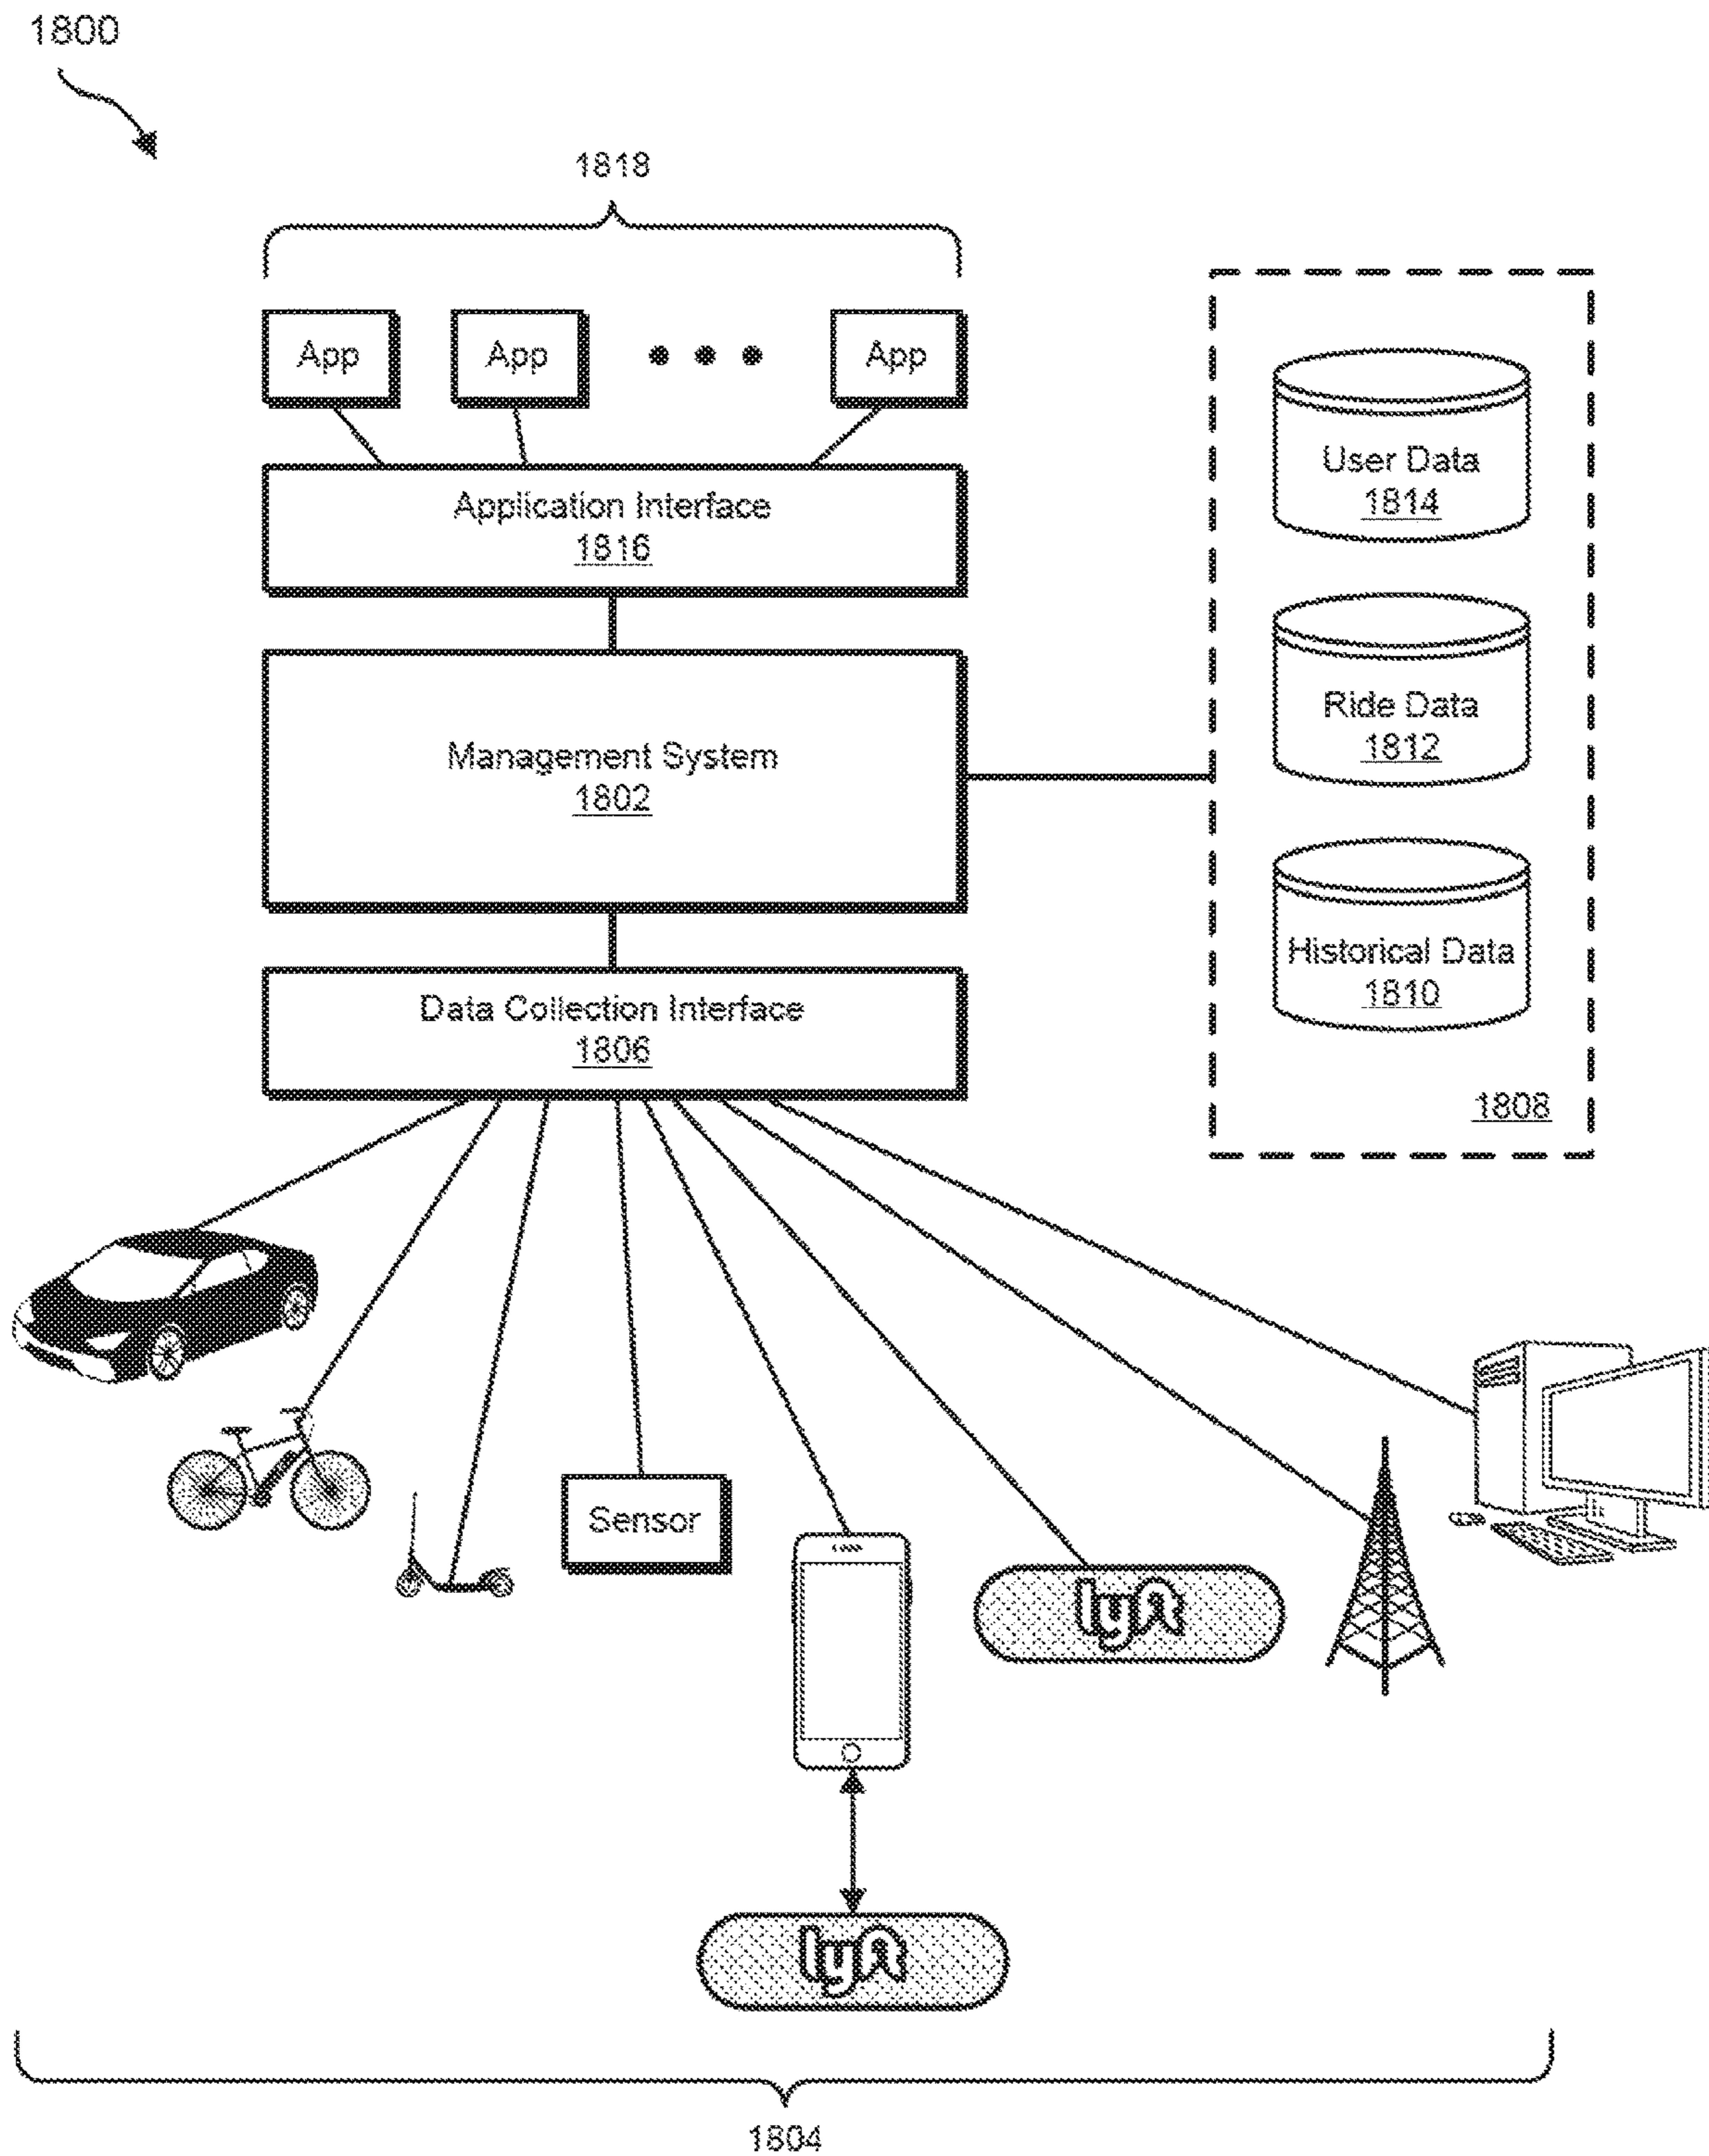 1800
1818
App
App
App
Application Interface
1816
Management System
1802
Data Collection Interface
1806
User Data
1814
Ride Data
1812
Historical Data
1810
1808
Sensor
lyft
lyft
1804